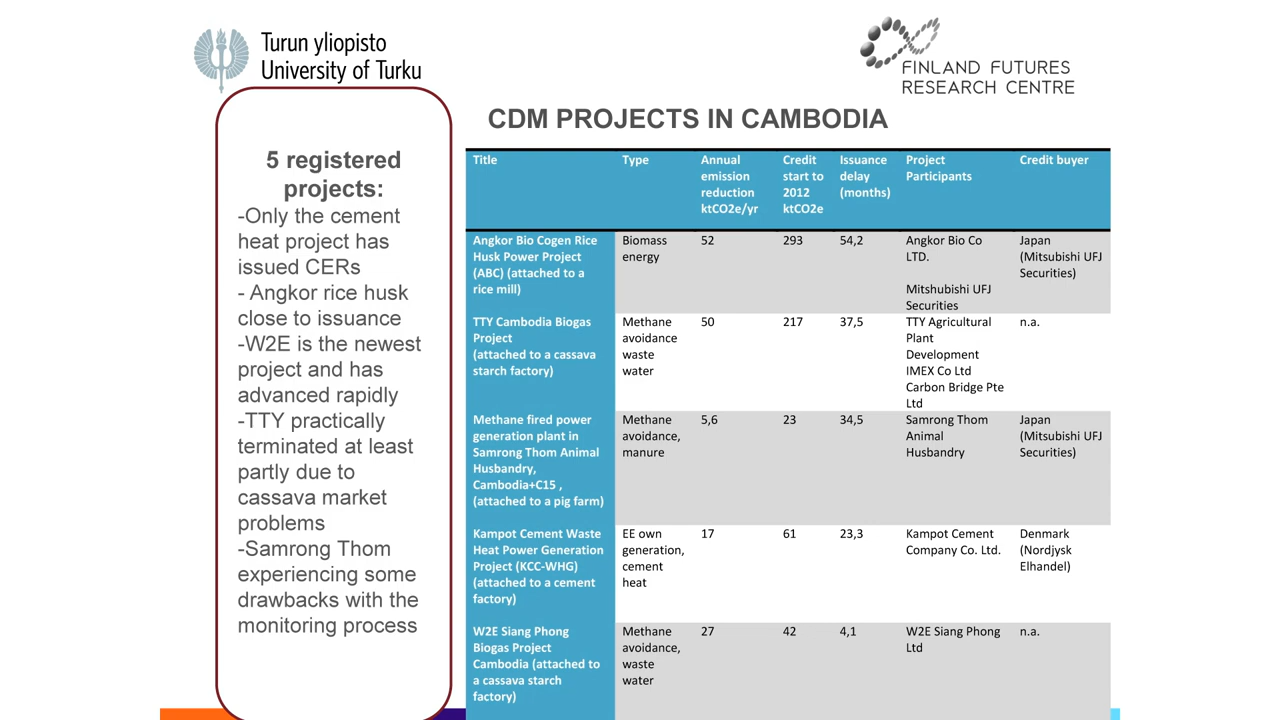 Turun yliopisto
University of Turku
FINLAND FUTURES
RESEARCH CENTRE
5 registered
projects:
-Only the cement
heat project has
issued CERs
- Angkor rice husk
close to issuance
-W2E is the newest
project and has
advanced rapidly
-TTY practically
terminated at least
partly due to
cassava market
problems
-Samrong Thom
experiencing some
drawbacks with the
monitoring process
CDM PROJECTS IN CAMBODIA
Title
Type
Annual
emission
reduction
ktCO2e/yr
Credit
start to
2012
ktCO2e
Issuance
delay
(months)
Project
Participants
Credit buyer
Angkor Bio Cogen Rice
Husk Power Project
(ABC) (attached to a
rice mill)
Biomass
energy
52
293
54,2
Angkor Bio Co
LTD.
Mitshubishi UFJ
Securities
Japan
(Mitsubishi UFJ
Securities)
TTY Cambodia Biogas
Project
(attached to a cassava
starch factory)
Methane
avoidance
waste
water
50
217
37,5
TTY Agricultural
Plant
Development
IMEX Co Ltd
Carbon Bridge Pte
Ltd
n.a.
Methane fired power
generation plant in
Samrong Thom Animal
Husbandry,
Cambodia+C15 ,
(attached to a pig farm)
Methane
avoidance,
manure
5,6
23
34,5
Samrong Thom
Animal
Husbandry
Japan
(Mitsubishi UFJ
Securities)
Kampot Cement Waste
Heat Power Generation
Project (KCC-WHG)
(attached to a cement
factory)
EE own
generation,
cement
heat
17
61
23,3
Kampot Cement
Company Co. Ltd.
Denmark
(Nordjysk
Elhandel)
W2E Siang Phong
Biogas Project
Cambodia (attached to
a cassava starch
factory)
Methane
avoidance,
waste
water
27
42
4,1
W2E Siang Phong
Ltd
n.a.